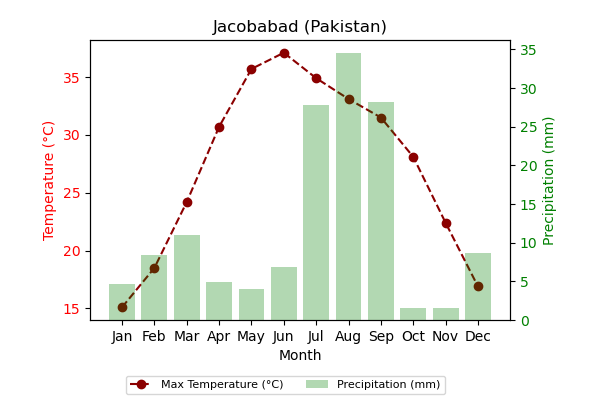 Jacobabad (Pakistan)
Temperature (°C)
35
30
25
20
15
Precipitation (mm)
35
30
25
20
15
10
5
0
Jan Feb Mar Apr May Jun Jul Aug Sep Oct Nov Dec
Month
Max Temperature (°C) Precipitation (mm)